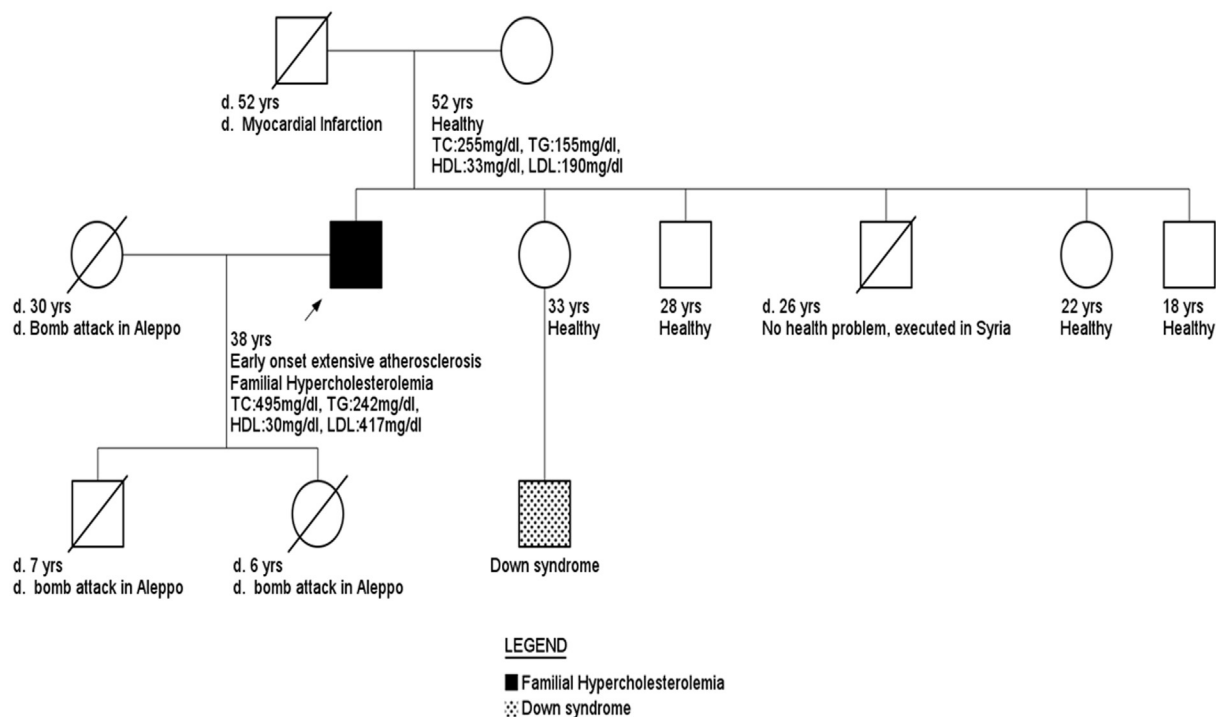 d. 52 yrs
d. Myocardial Infarction
52 yrs
Healthy
TC:255mg/dl, TG:155mg/dl,
HDL:33mg/dl, LDL:190mg/dl
d. 30 yrs
d. Bomb attack in Aleppo
38 yrs
Early onset extensive atherosclerosis
Familial Hypercholesterolemia
TC:495mg/dl, TG:242mg/dl,
HDL:30mg/dl, LDL:417mg/dl
33 yrs
Healthy
28 yrs
Healthy
d. 26 yrs
No health problem, executed in Syria
22 yrs
Healthy
18 yrs
Healthy
d. 7 yrs
d. bomb attack in Aleppo
d. 6 yrs
d. bomb attack in Aleppo
Down syndrome
LEGEND
Familial Hypercholesterolemia
Down syndrome